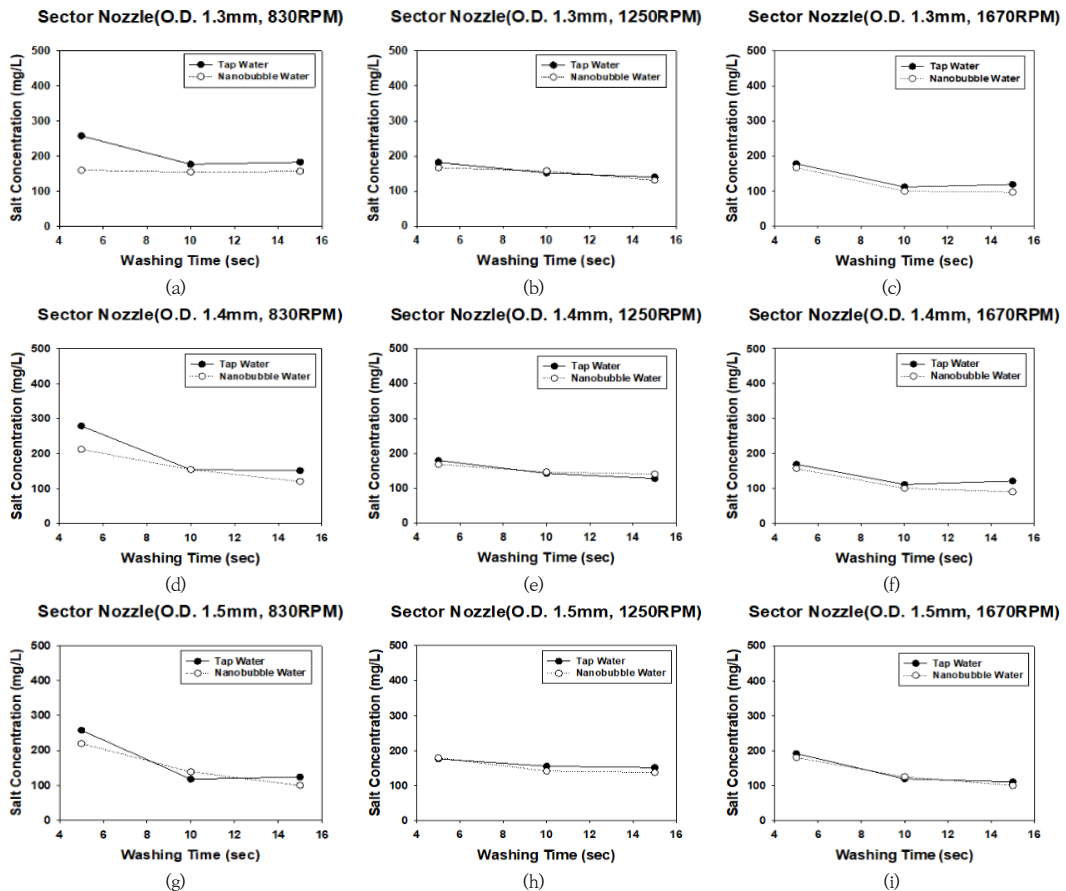 Sector Nozzle(O.D. 1.3mm, 830RPM)
Salt Concentration (mg/L)
500
400
300
200
100
0
Tap Water
Nanobubble Water
4 6 8 10 12 14 16
Washing Time (sec)
(a)
Sector Nozzle(O.D. 1.3mm, 1250RPM)
Salt Concentration (mg/L)
500
400
300
200
100
0
Tap Water
Nanobubble Water
4 6 8 10 12 14 16
Washing Time (sec)
(b)
Sector Nozzle(O.D. 1.3mm, 1670RPM)
Salt Concentration (mg/L)
500
400
300
200
100
0
Tap Water
Nanobubble Water
4 6 8 10 12 14 16
Washing Time (sec)
(c)
Sector Nozzle(O.D. 1.4mm, 830RPM)
Salt Concentration (mg/L)
500
400
300
200
100
0
Tap Water
Nanobubble Water
4 6 8 10 12 14 16
Washing Time (sec)
(d)
Sector Nozzle(O.D. 1.4mm, 1250RPM)
Salt Concentration (mg/L)
500
400
300
200
100
0
Tap Water
Nanobubble Water
4 6 8 10 12 14 16
Washing Time (sec)
(e)
Sector Nozzle(O.D. 1.4mm, 1670RPM)
Salt Concentration (mg/L)
500
400
300
200
100
0
Tap Water
Nanobubble Water
4 6 8 10 12 14 16
Washing Time (sec)
(f)
Sector Nozzle(O.D. 1.5mm, 830RPM)
Salt Concentration (mg/L)
500
400
300
200
100
0
Tap Water
Nanobubble Water
4 6 8 10 12 14 16
Washing Time (sec)
(g)
Sector Nozzle(O.D. 1.5mm, 1250RPM)
Salt Concentration (mg/L)
500
400
300
200
100
0
Tap Water
Nanobubble Water
4 6 8 10 12 14 16
Washing Time (sec)
(h)
Sector Nozzle(O.D. 1.5mm, 1670RPM)
Salt Concentration (mg/L)
500
400
300
200
100
0
Tap Water
Nanobubble Water
4 6 8 10 12 14 16
Washing Time (sec)
(i)